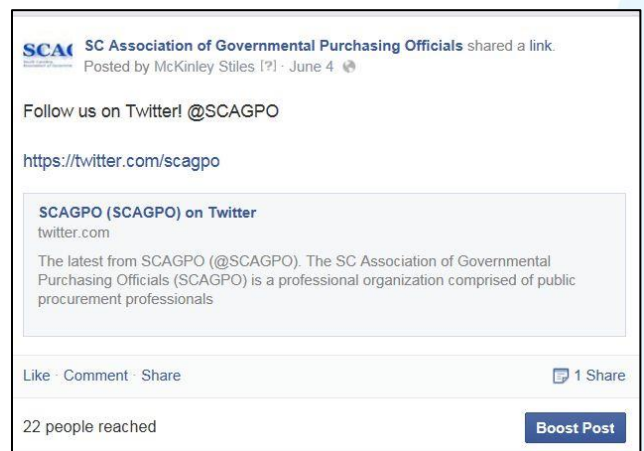 SCAG
SC Association of Governmental Purchasing Officials shared a link.
Posted by McKinley Stiles [?] · June 4
Follow us on Twitter! @SCAGPO
https://twitter.com/scagpo
SCAGPO (SCAGPO) on Twitter
twitter.com
The latest from SCAGPO (@SCAGPO). The SC Association of Governmental
Purchasing Officials (SCAGPO) is a professional organization comprised of public
procurement professionals
Like · Comment · Share
1 Share
22 people reached
Boost Post